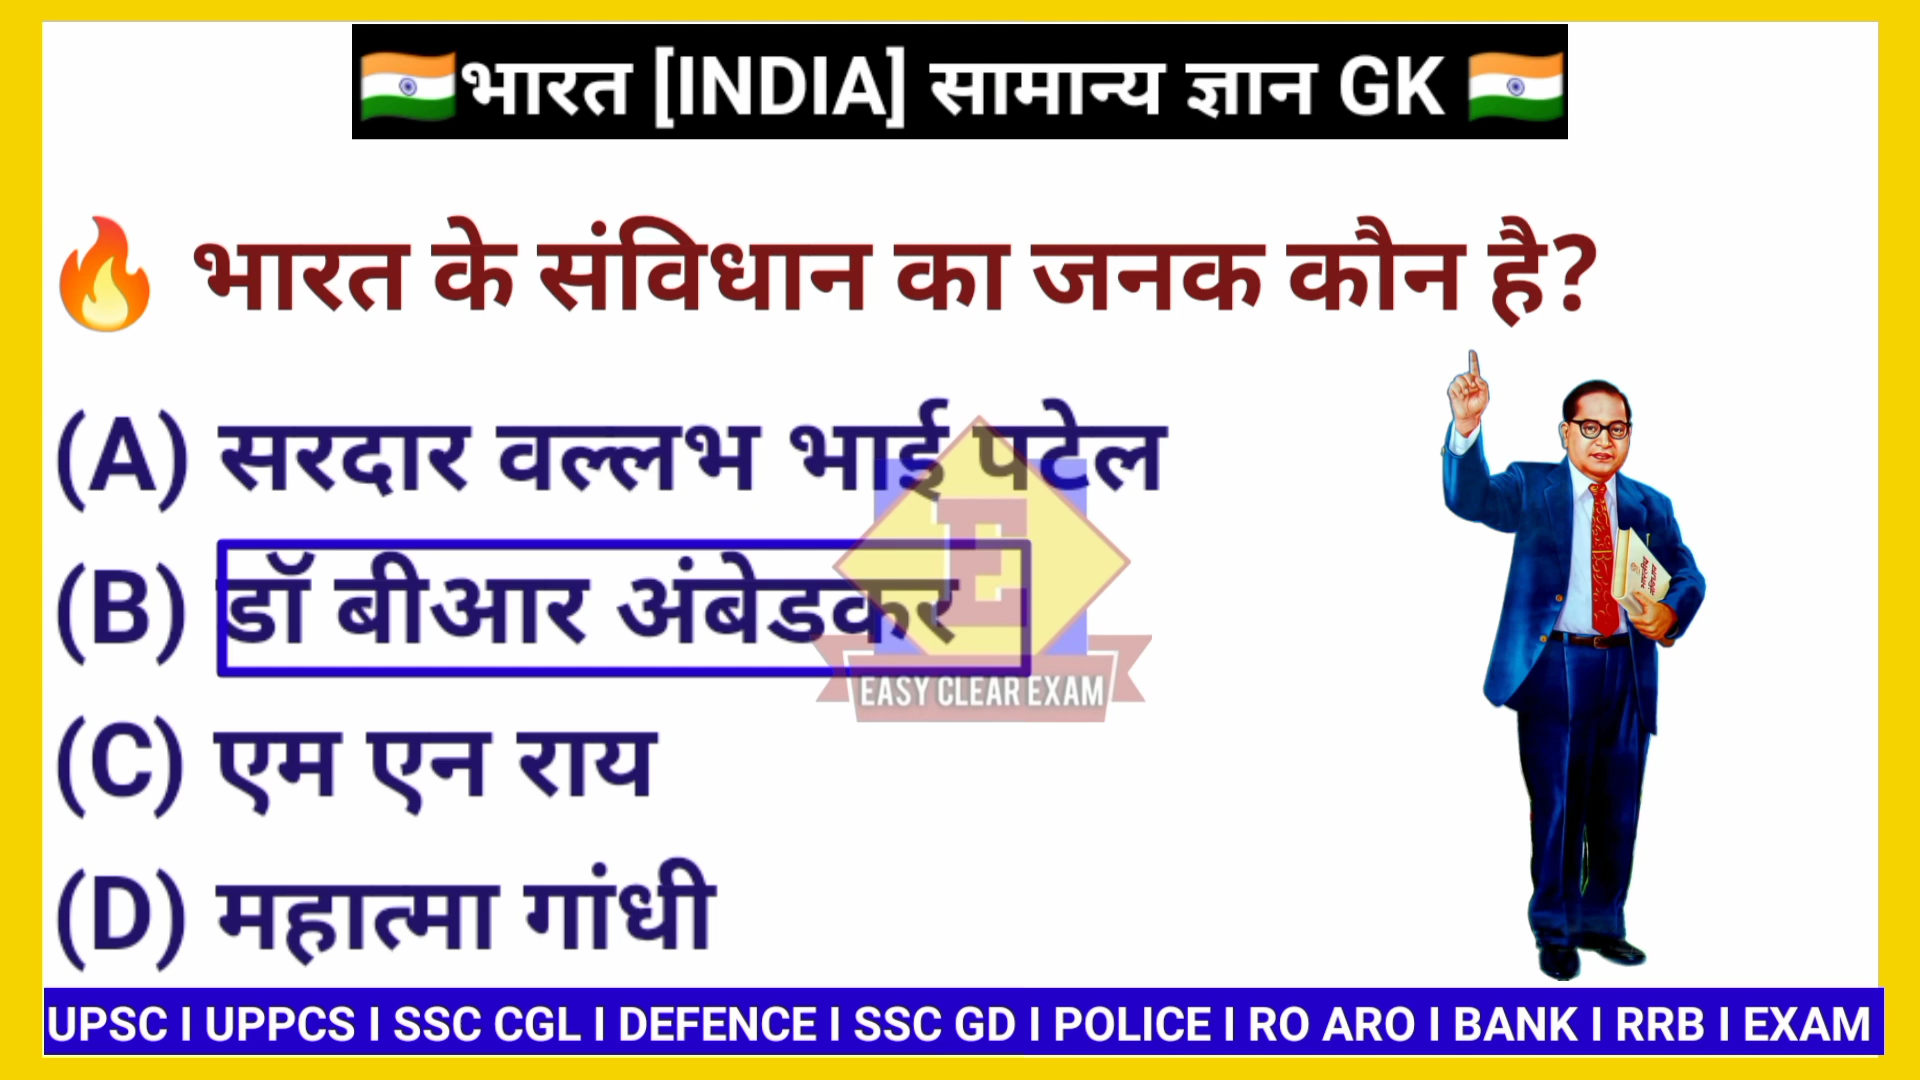 भारत [INDIA] सामान्य ज्ञान GK
भारत के संविधान का जनक कौन है?
(A) सरदार वल्लभ भाई पटेल
(B) डॉ बीआर अंबेडकर
(C) एम एन राय
(D) महात्मा गांधी
E
EASY CLEAR EXAM
UPSC I UPPCS I SSC CGL I DEFENCE I SSC GD I POLICE I RO ARO I BANK I RRB I EXAM